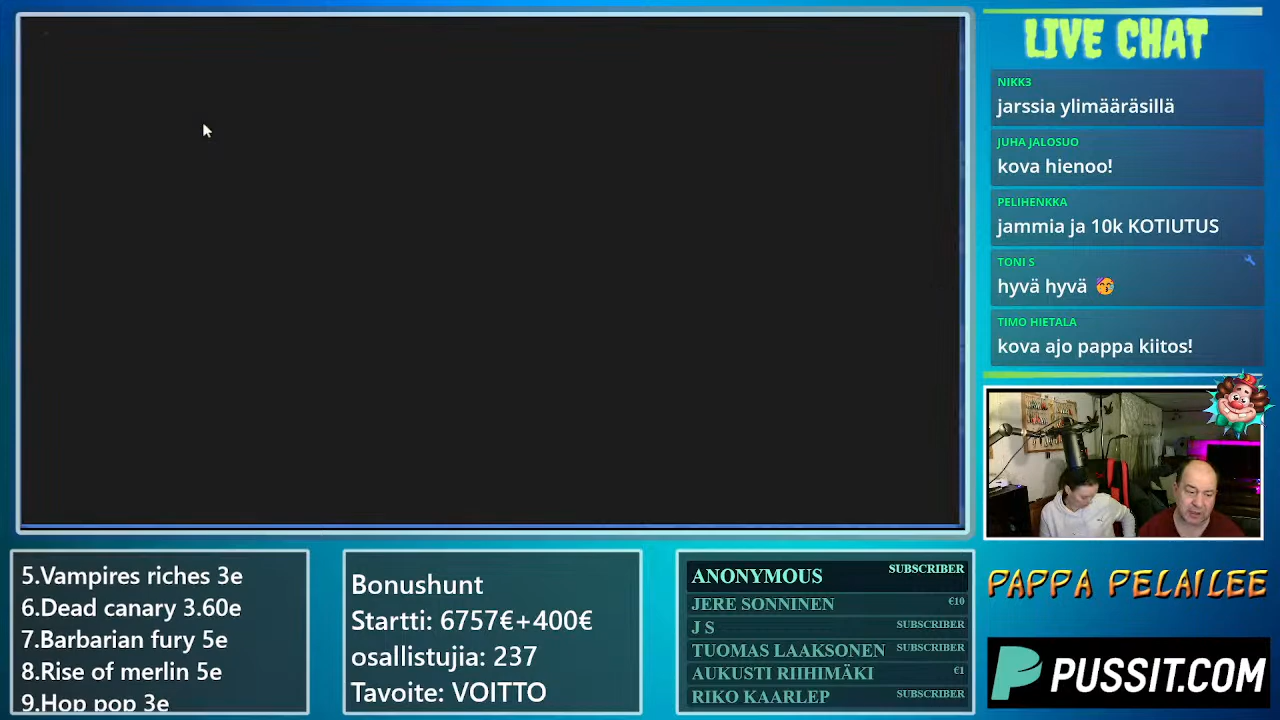 LIVE CHAT
NIKK3
jarssia ylimääräsillä
JUHA JALOSUO
kova hienoo!
PELIHENKKA
jammia ja 10k KOTIUTUS
TONI S
hyvä hyvä 🥳
TIMO HIETALA
kova ajo pappa kiitos!
5.Vampires riches 3e
6.Dead canary 3.60e
7.Barbarian fury 5e
8.Rise of merlin 5e
9.Hop pop 3e
Bonushunt
Startti: 6757€+400€
osallistujia: 237
Tavoite: VOITTO
ANONYMOUS SUBSCRIBER
JERE SONNINEN €10
J S SUBSCRIBER
TUOMAS LAAKSONEN SUBSCRIBER
AUKUSTI RIIHIMÄKI €1
RIKO KAARLEP SUBSCRIBER
PAPPA PELAILEE
PUSSIT.COM